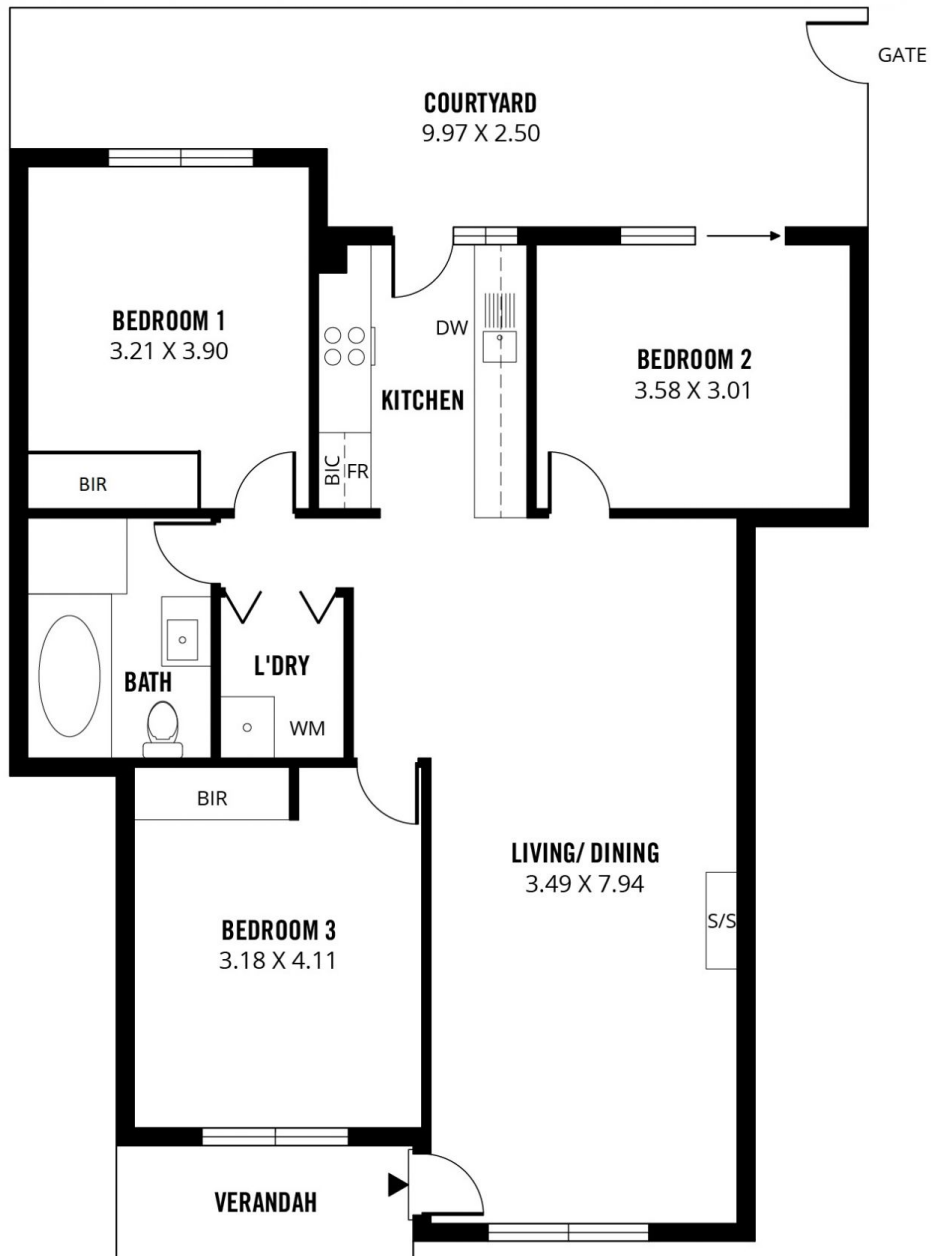 GATE
COURTYARD
9.97 X 2.50
BEDROOM 1
3.21 X 3.90
DW
BEDROOM 2
3.58 X 3.01
KITCHEN
BIC
FR
BIR
L'DRY
BATH
WM
BIR
LIVING/ DINING
3.49 X 7.94
S/S
BEDROOM 3
3.18 X 4.11
VERANDAH